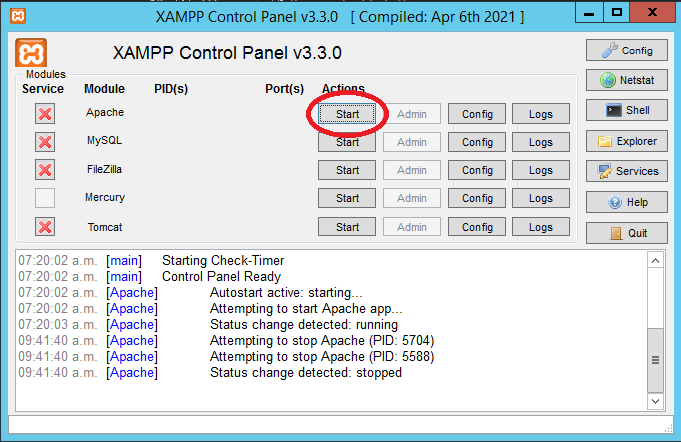 XAMPP Control Panel v3.3.0 [ Compiled: Apr 6th 2021 ]
XAMPP Control Panel v3.3.0
Config
Modules
Service Module PID(s) Port(s) Actions
Netstat
Apache Start Admin Config Logs
Shell
MySQL Start Admin Config Logs
Explorer
FileZilla Start Admin Config Logs
Services
Mercury Start Admin Config Logs
Help
Tomcat Start Admin Config Logs
Quit
07:20:02 a.m. [main] Starting Check-Timer
07:20:02 a.m. [main] Control Panel Ready
07:20:02 a.m. [Apache] Autostart active: starting...
07:20:02 a.m. [Apache] Attempting to start Apache app...
07:20:03 a.m. [Apache] Status change detected: running
09:41:40 a.m. [Apache] Attempting to stop Apache (PID: 5704)
09:41:40 a.m. [Apache] Attempting to stop Apache (PID: 5588)
09:41:40 a.m. [Apache] Status change detected: stopped